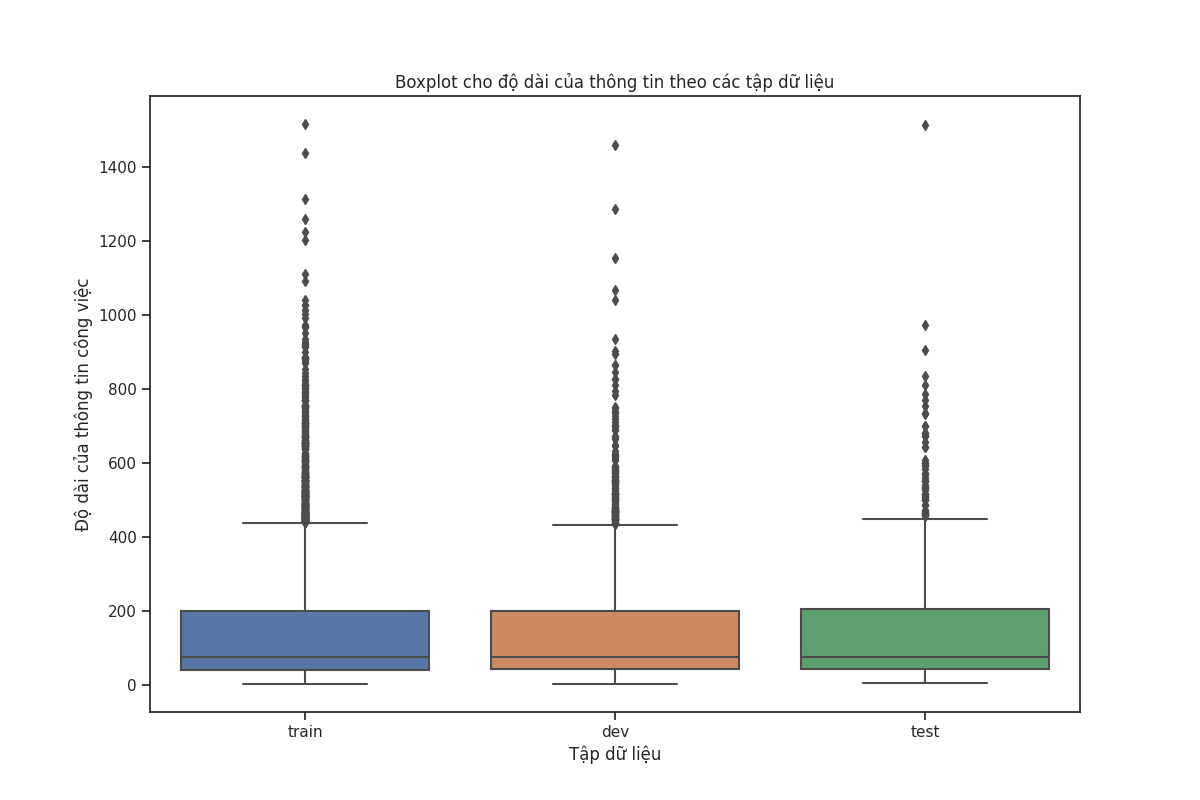 Boxplot cho độ dài của thông tin theo các tập dữ liệu
Độ dài của thông tin công việc
1400
1200
1000
800
600
400
200
0
train
dev
test
Tập dữ liệu